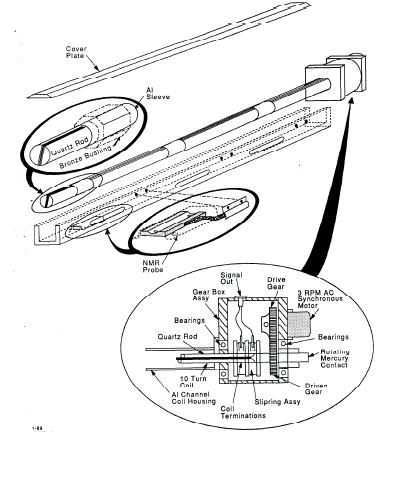 Cover
Plate
Al
Sleeve
Quartz Rod
Bronze Bushing
NMR
Probe
Signal
Out
Drive
Gear
Gear Box
Assy
3 RPM AC
Synchronous
Motor
Bearings
Bearings
Quartz Rod
Rotating
Mercury
Contact
10 Turn
Coil
Al Channel
Coil Housing
Driven
Gear
Slipring Assy
Coil
Terminations